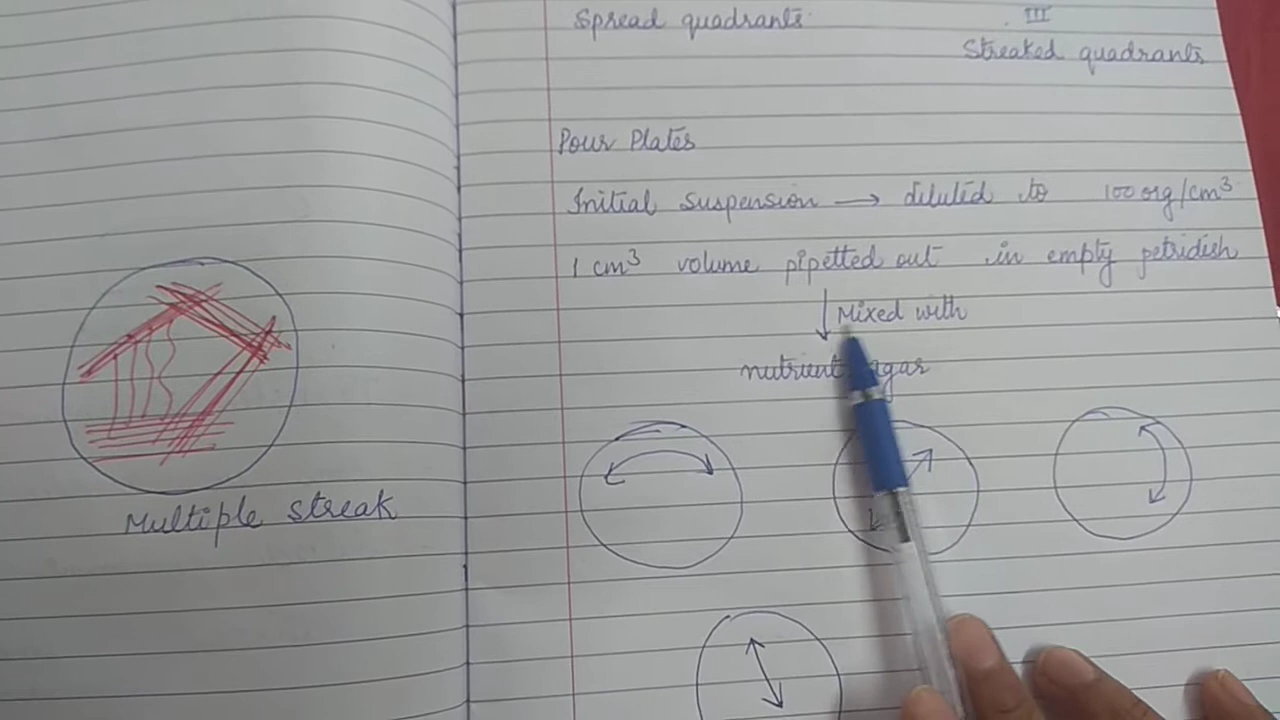 Multiple streak
Spread quadrants
III
Streaked quadrants
Pour Plates
Initial suspension → diluted to 100 org/cm³
1 cm³ volume pipetted out in empty petridish
↓ Mixed with
nutrient agar